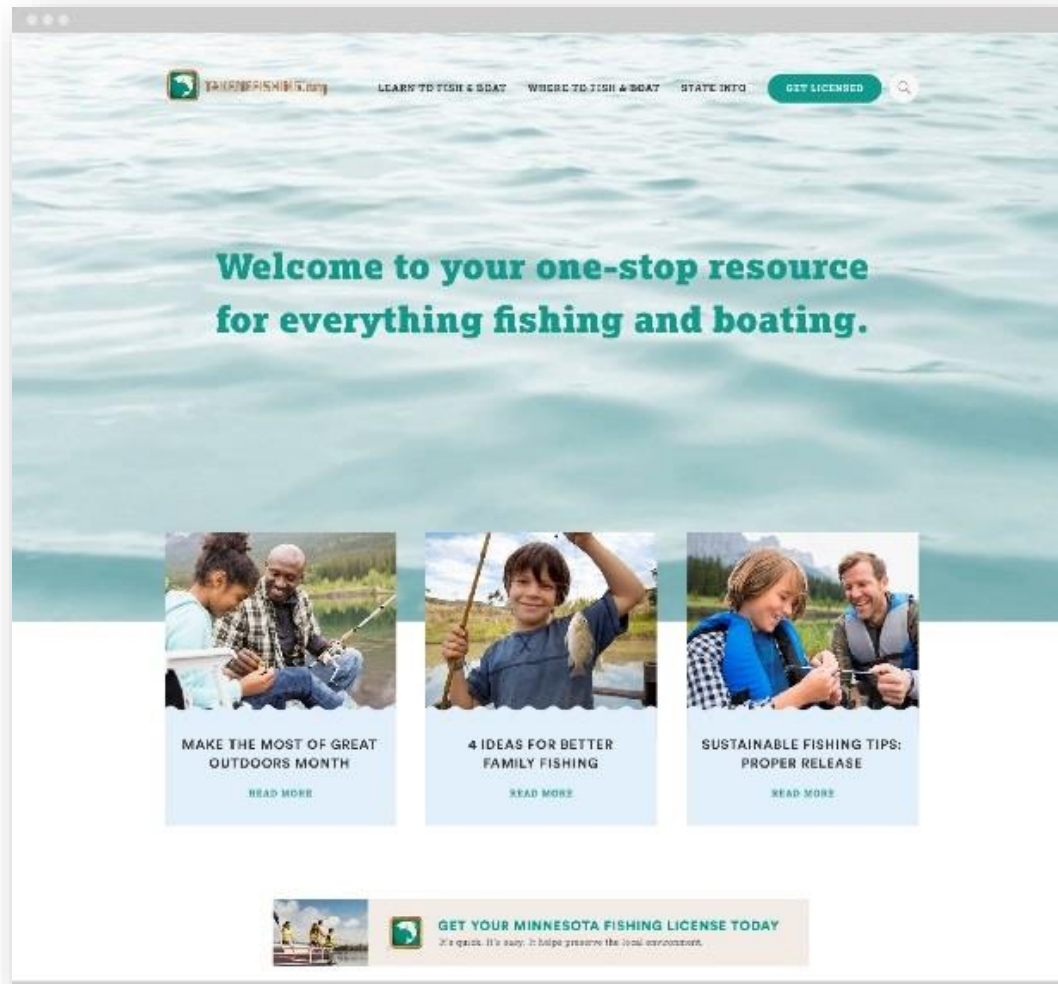 TAKEMEFISHING.org
LEARN TO FISH & BOAT
WHERE TO FISH & BOAT
STATE INFO
GET LICENSED
Welcome to your one-stop resource
for everything fishing and boating.
MAKE THE MOST OF GREAT
OUTDOORS MONTH
READ MORE
4 IDEAS FOR BETTER
FAMILY FISHING
READ MORE
SUSTAINABLE FISHING TIPS:
PROPER RELEASE
READ MORE
GET YOUR MINNESOTA FISHING LICENSE TODAY
It's quick. It's easy. It helps preserve the local environment.